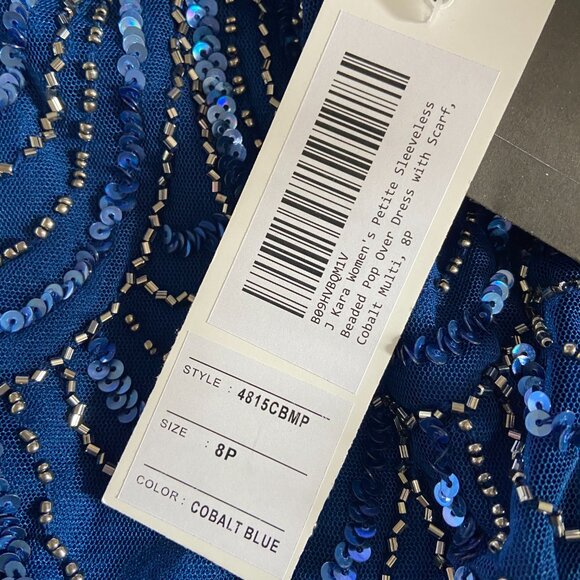 B09HVBQM1V
J Kara Women's Petite Sleeveless
Beaded Pop Over Dress with Scarf,
Cobalt Multi, 8P
STYLE : 4815CBMP
SIZE : 8P
COLOR : COBALT BLUE